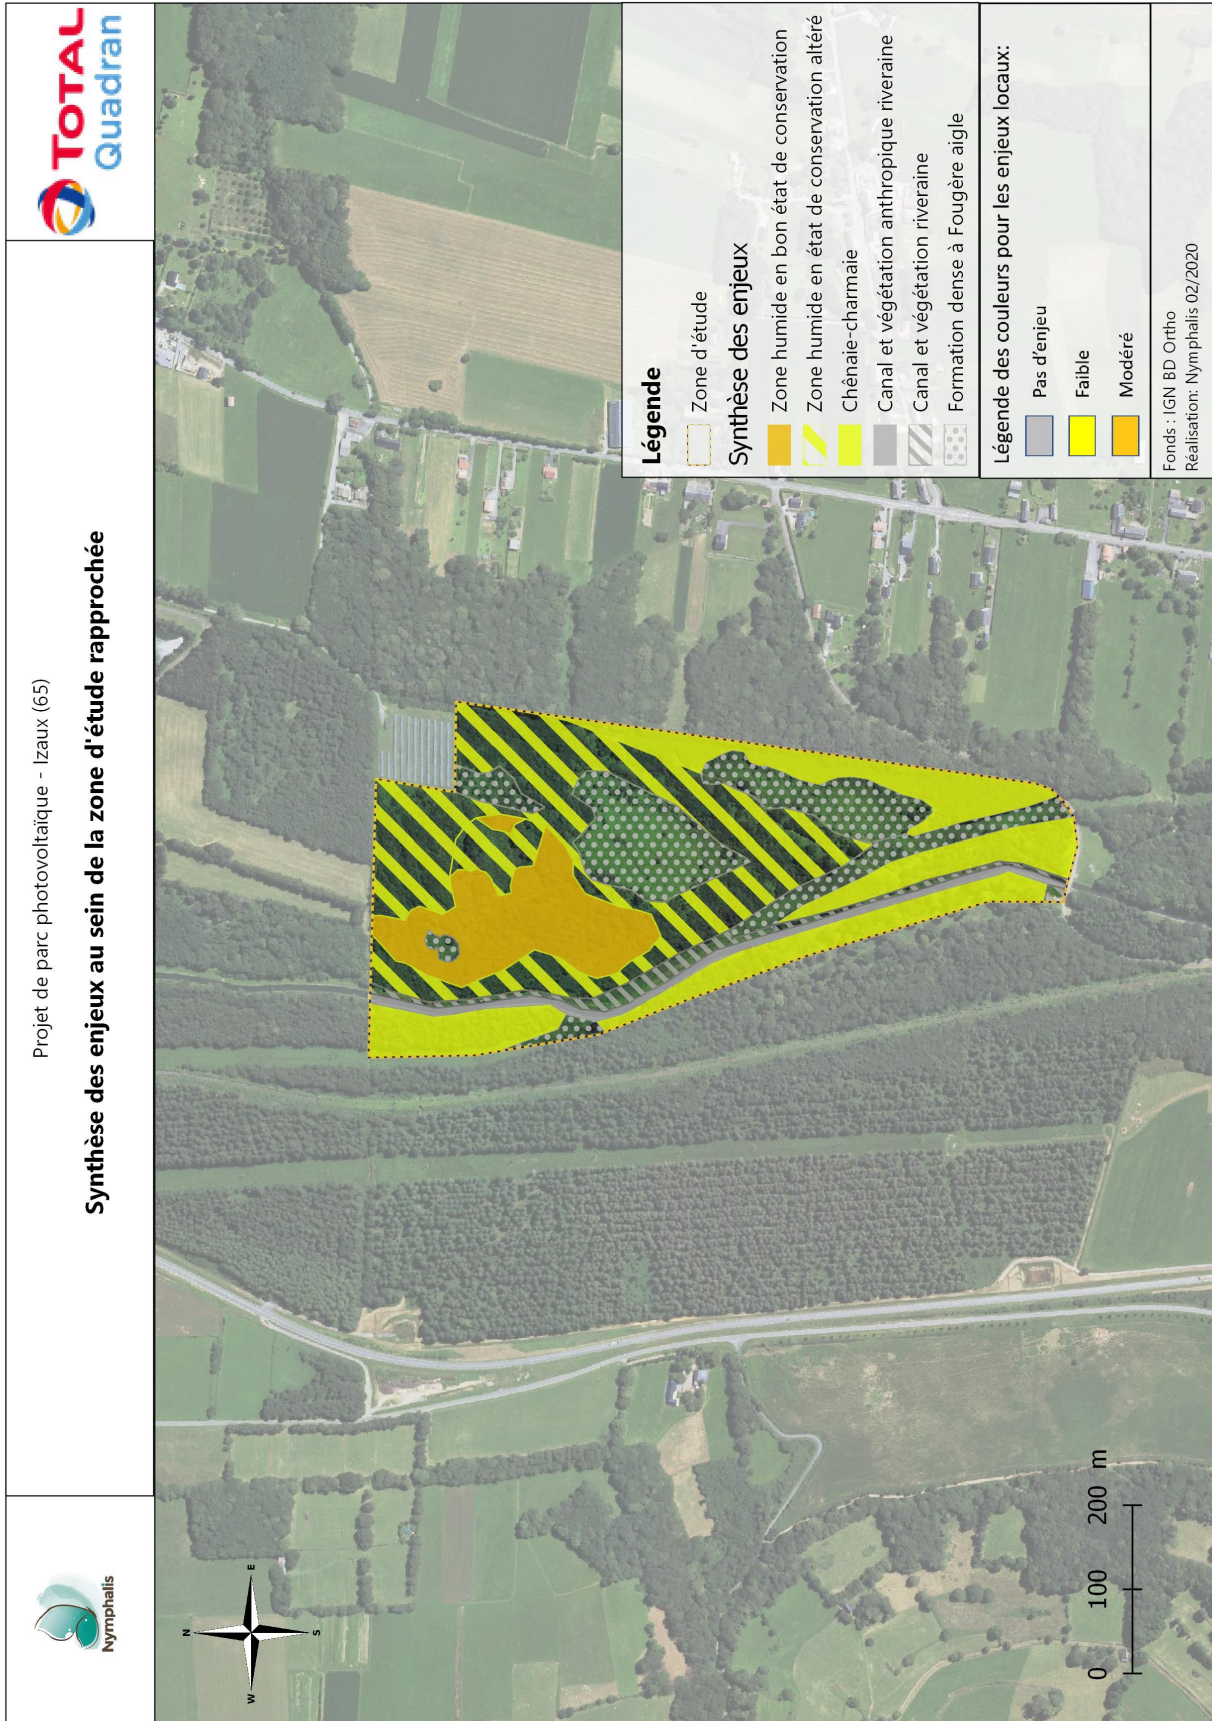 Nymphalis
Projet de parc photovoltaïque - Izaux (65)
Synthèse des enjeux au sein de la zone d'étude rapprochée
TOTAL
Quadran
N
W
E
S
0 100 200 m
Légende
Zone d'étude
Synthèse des enjeux
Zone humide en bon état de conservation
Zone humide en état de conservation altéré
Chênaie-charmaie
Canal et végétation anthropique riveraine
Canal et végétation riveraine
Formation dense à Fougère aigle
Légende des couleurs pour les enjeux locaux:
Pas d'enjeu
Faible
Modéré
Fonds : IGN BD Ortho
Réalisation: Nymphalis 02/2020